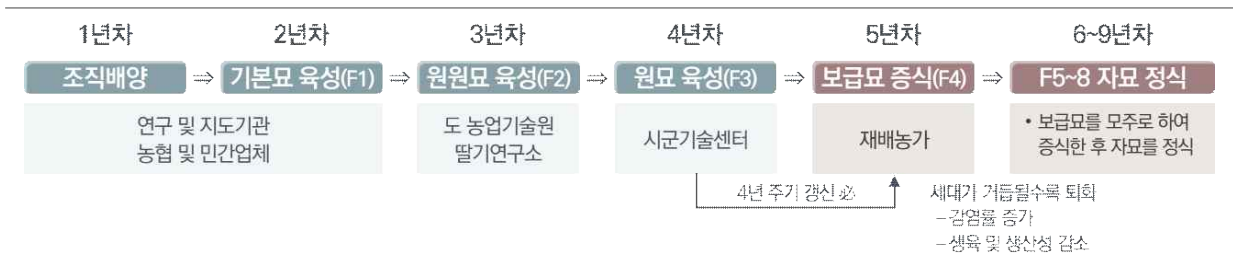 1년차 2년차 3년차 4년차 5년차 6~9년차
조직배양 ⇒ 기본묘 육성(F1) ⇒ 원원묘 육성(F2) ⇒ 원묘 육성(F3) ⇒ 보급묘 증식(F4) ⇒ F5~8 자묘 정식
연구 및 지도기관
농협 및 민간업체
도 농업기술원
딸기연구소
시군기술센터
재배농가
• 보급묘를 모주로 하여
증식한 후 자묘를 정식
4년 주기 갱신 必
세대가 거듭될수록 퇴화
– 감염률 증가
– 생육 및 생산성 감소